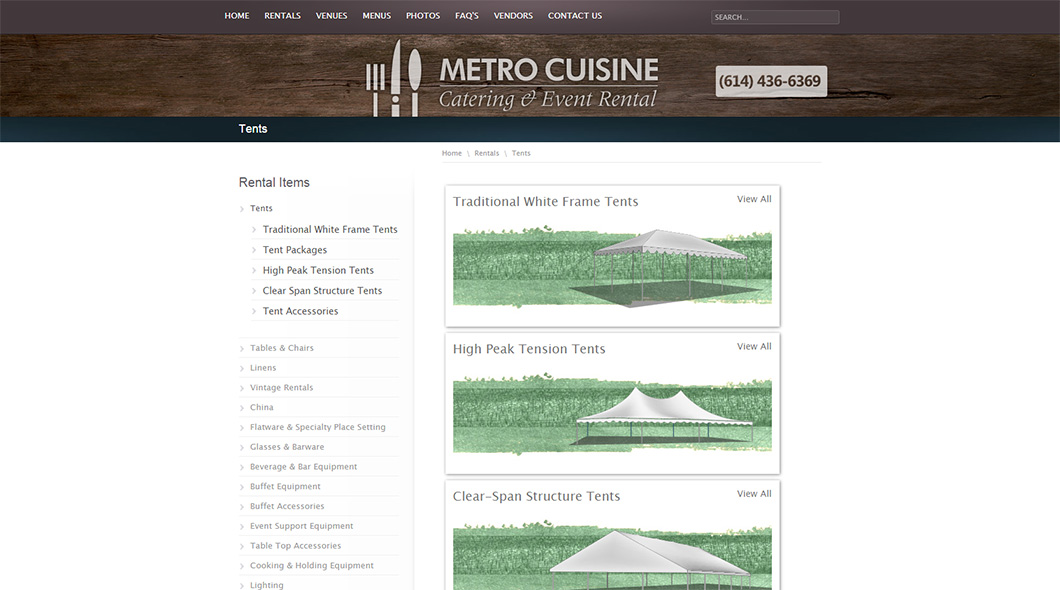 HOME RENTALS VENUES MENUS PHOTOS FAQ'S VENDORS CONTACT US
SEARCH...
METRO CUISINE
Catering & Event Rental
(614) 436-6369
Tents
Home \ Rentals \ Tents
Rental Items
Tents
Traditional White Frame Tents
Tent Packages
High Peak Tension Tents
Clear Span Structure Tents
Tent Accessories
Tables & Chairs
Linens
Vintage Rentals
China
Flatware & Specialty Place Setting
Glasses & Barware
Beverage & Bar Equipment
Buffet Equipment
Buffet Accessories
Event Support Equipment
Table Top Accessories
Cooking & Holding Equipment
Lighting
Traditional White Frame Tents
View All
High Peak Tension Tents
View All
Clear-Span Structure Tents
View All